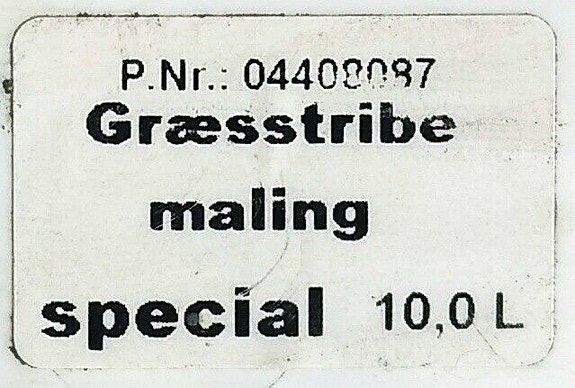 P.Nr.: 04408087
Græsstribe
maling
special 10,0 L